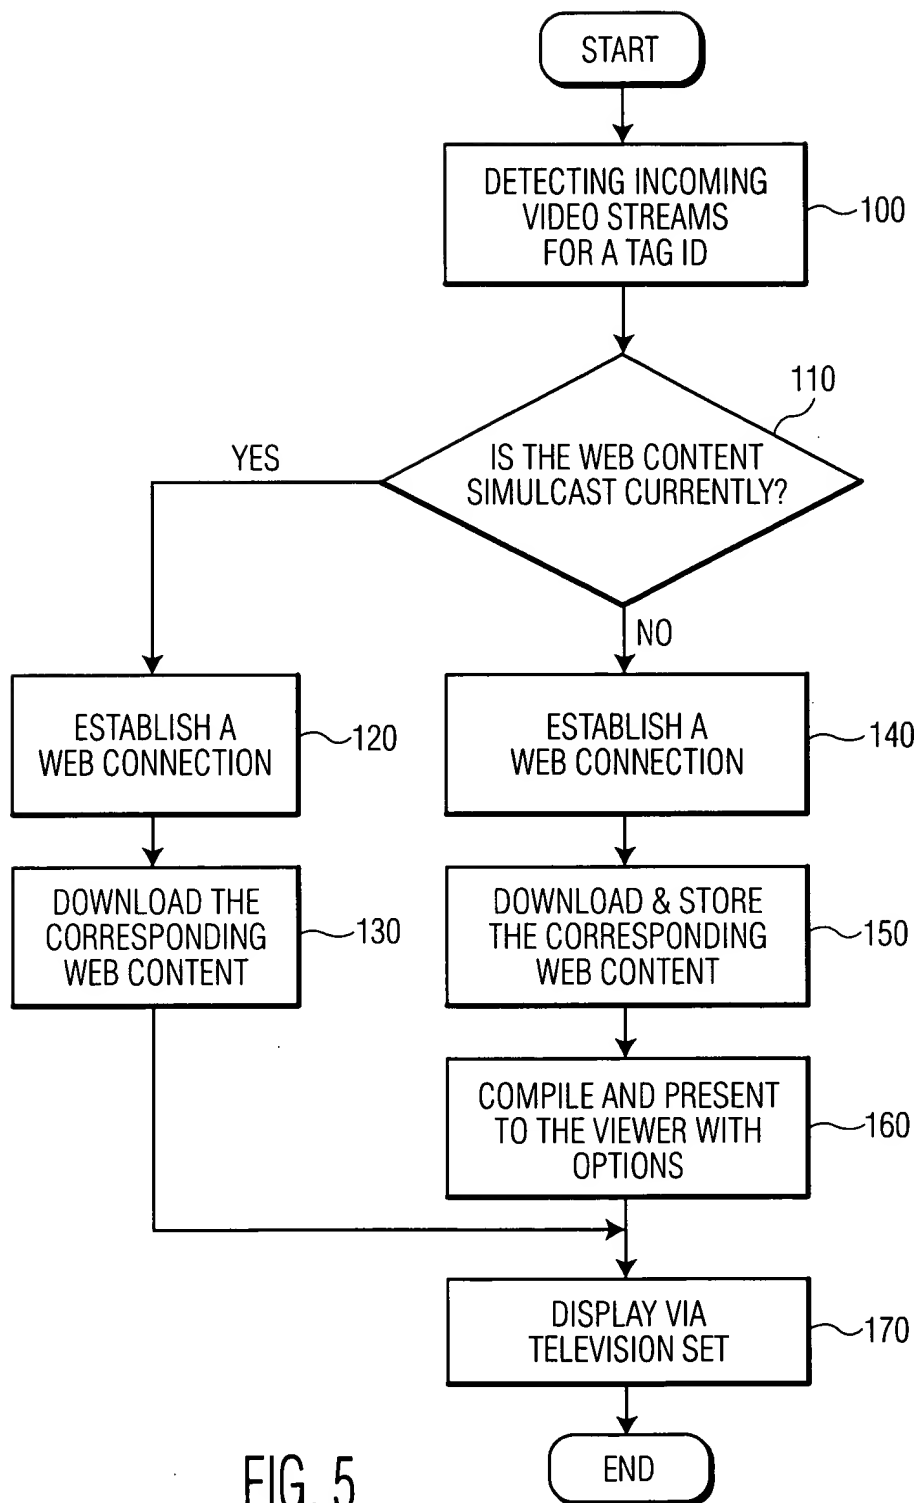 START
DETECTING INCOMING
VIDEO STREAMS
FOR A TAG ID
100
110
IS THE WEB CONTENT
SIMULCAST CURRENTLY?
YES
NO
ESTABLISH A
WEB CONNECTION
120
ESTABLISH A
WEB CONNECTION
140
DOWNLOAD THE
CORRESPONDING
WEB CONTENT
130
DOWNLOAD & STORE
THE CORRESPONDING
WEB CONTENT
150
COMPILE AND PRESENT
TO THE VIEWER WITH
OPTIONS
160
DISPLAY VIA
TELEVISION SET
170
END
FIG. 5